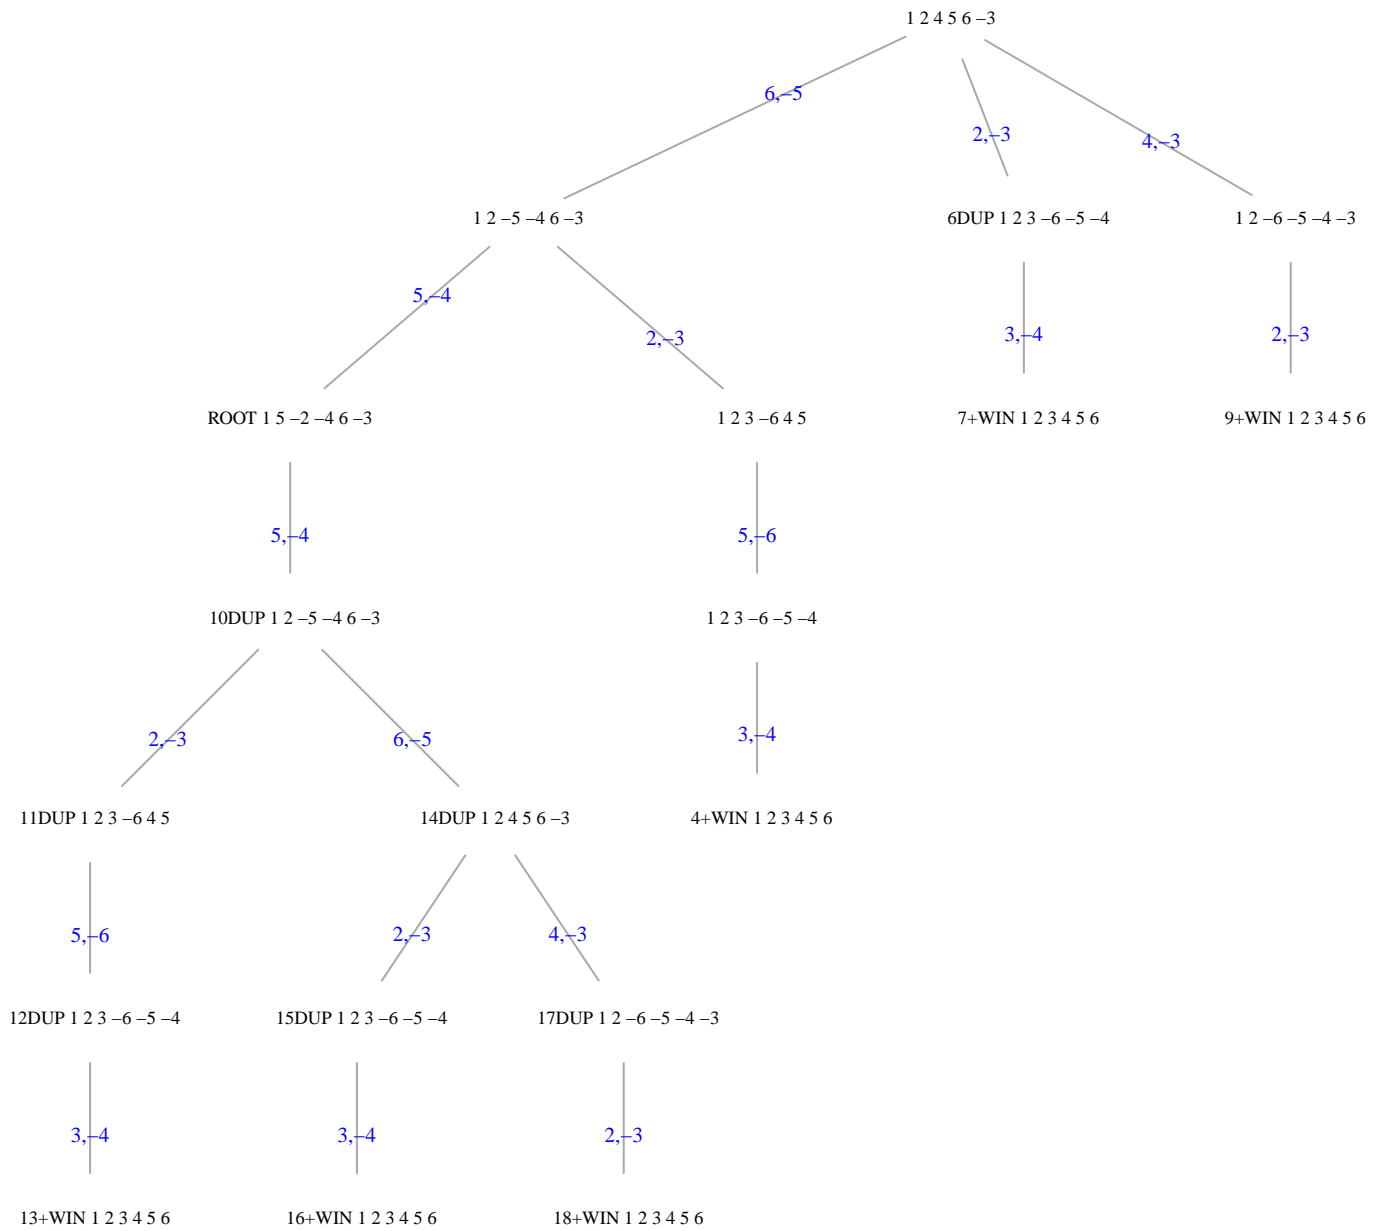 1 2 4 5 6 –3
6,–5
2,–3
4,–3
1 2 –5 –4 6 –3
6DUP 1 2 3 –6 –5 –4
1 2 –6 –5 –4 –3
5,–4
2,–3
3,–4
2,–3
ROOT 1 5 –2 –4 6 –3
1 2 3 –6 4 5
7+WIN 1 2 3 4 5 6
9+WIN 1 2 3 4 5 6
5,–4
5,–6
10DUP 1 2 –5 –4 6 –3
1 2 3 –6 –5 –4
2,–3
6,–5
3,–4
11DUP 1 2 3 –6 4 5
14DUP 1 2 4 5 6 –3
4+WIN 1 2 3 4 5 6
5,–6
2,–3
4,–3
12DUP 1 2 3 –6 –5 –4
15DUP 1 2 3 –6 –5 –4
17DUP 1 2 –6 –5 –4 –3
3,–4
3,–4
2,–3
13+WIN 1 2 3 4 5 6
16+WIN 1 2 3 4 5 6
18+WIN 1 2 3 4 5 6